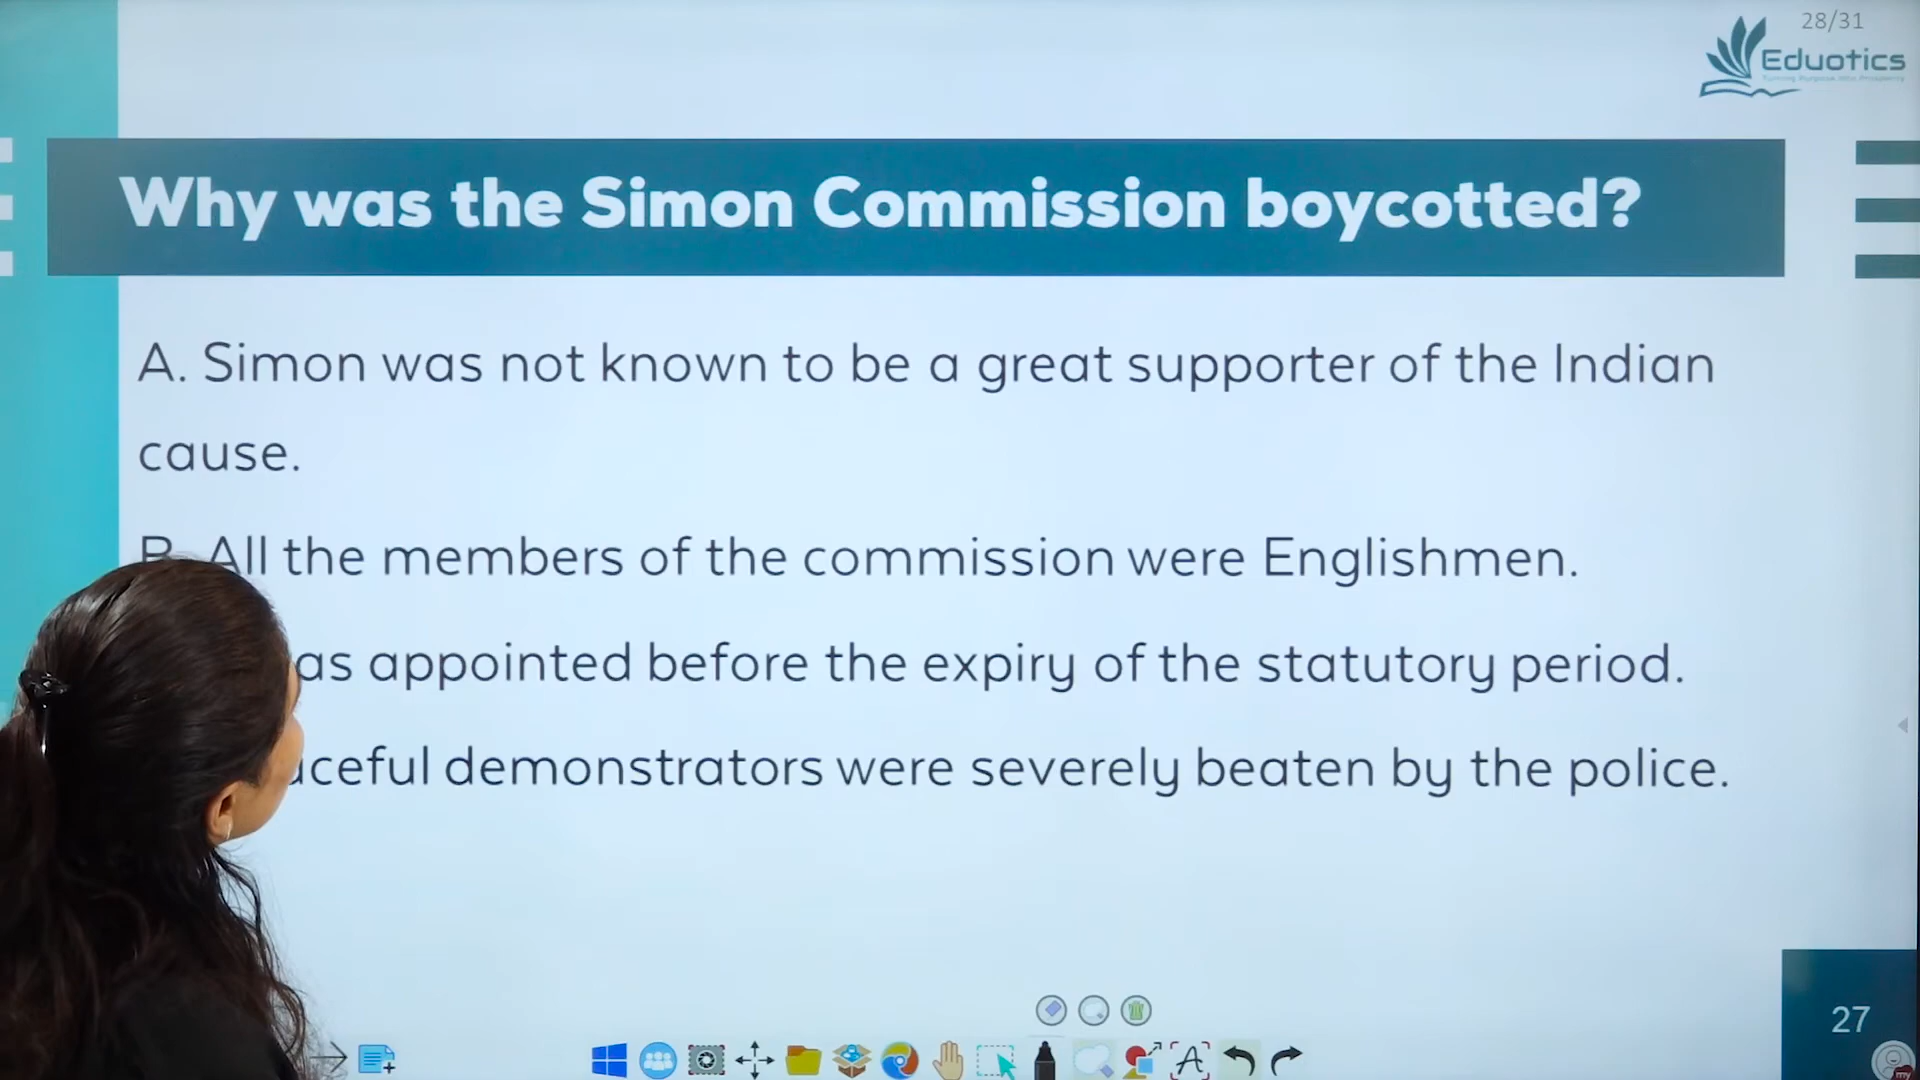 28/31
Eduotics
Why was the Simon Commission boycotted?
A. Simon was not known to be a great supporter of the Indian
cause.
B. All the members of the commission were Englishmen.
appointed before the expiry of the statutory period.
demonstrators were severely beaten by the police.
27